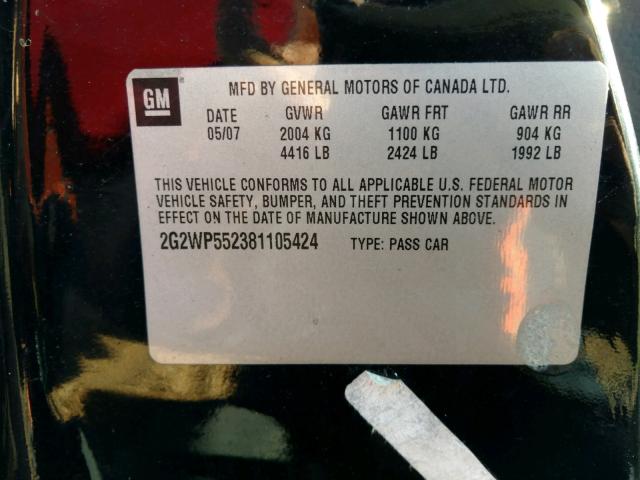 GM
MFD BY GENERAL MOTORS OF CANADA LTD.
DATE GVWR GAWR FRT GAWR RR
05/07 2004 KG 1100 KG 904 KG
4416 LB 2424 LB 1992 LB
THIS VEHICLE CONFORMS TO ALL APPLICABLE U.S. FEDERAL MOTOR
VEHICLE SAFETY, BUMPER, AND THEFT PREVENTION STANDARDS IN
EFFECT ON THE DATE OF MANUFACTURE SHOWN ABOVE.
2G2WP552381105424 TYPE: PASS CAR